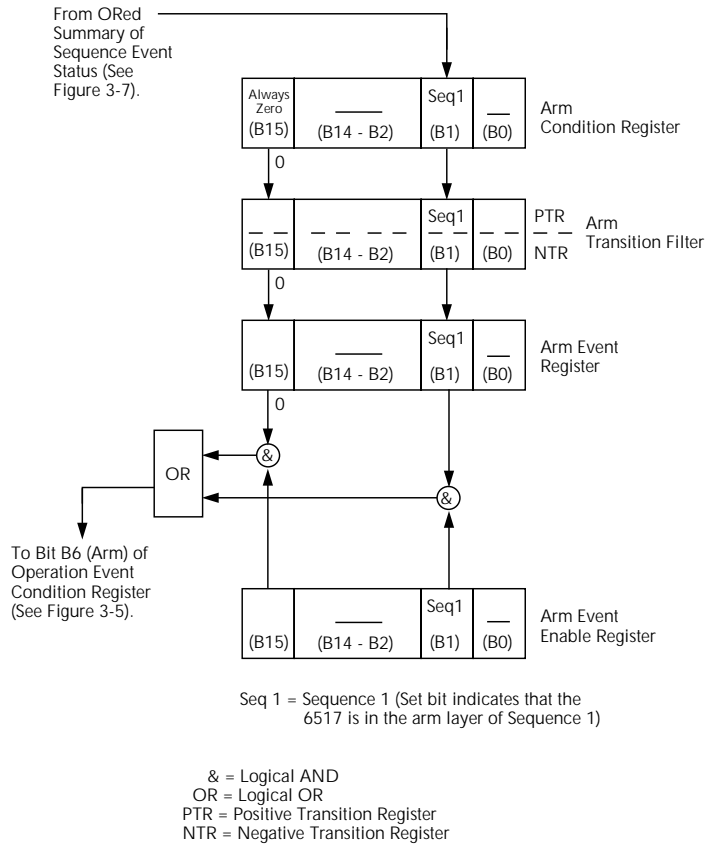 From ORed
Summary of
Sequence Event
Status (See
Figure 3-7).
Always
Zero
(B15)
(B14 - B2)
Seq1
(B1)
(B0)
Arm
Condition Register
0
(B15)
(B14 - B2)
Seq1
(B1)
(B0)
PTR
NTR
Arm
Transition Filter
0
(B15)
(B14 - B2)
Seq1
(B1)
(B0)
Arm Event
Register
0
&
OR
&
To Bit B6 (Arm) of
Operation Event
Condition Register
(See Figure 3-5).
(B15)
(B14 - B2)
Seq1
(B1)
(B0)
Arm Event
Enable Register
Seq 1 = Sequence 1 (Set bit indicates that the
6517 is in the arm layer of Sequence 1)
& = Logical AND
OR = Logical OR
PTR = Positive Transition Register
NTR = Negative Transition Register